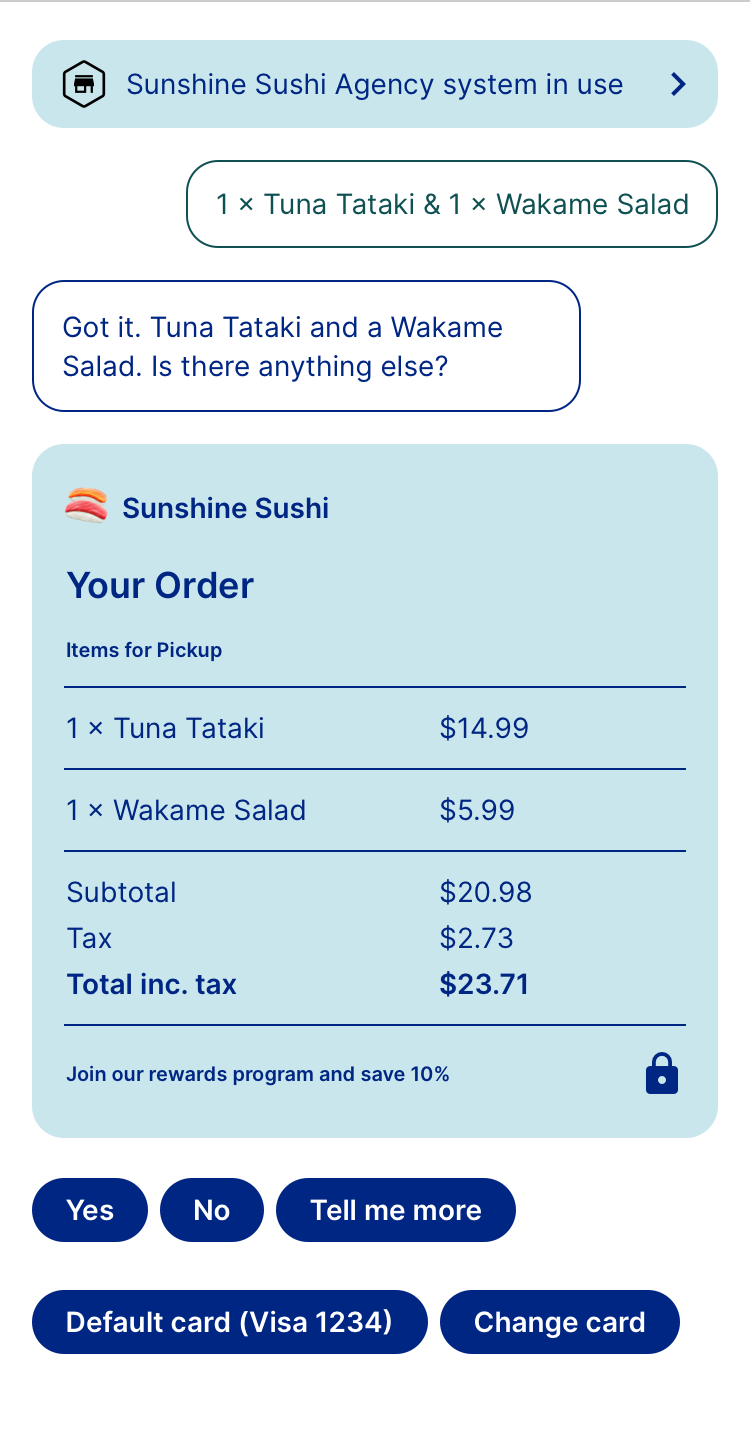 Sunshine Sushi Agency system in use
1 × Tuna Tataki & 1 × Wakame Salad
Got it. Tuna Tataki and a Wakame
Salad. Is there anything else?
Sunshine Sushi
Your Order
Items for Pickup
1 × Tuna Tataki $14.99
1 × Wakame Salad $5.99
Subtotal $20.98
Tax $2.73
Total inc. tax $23.71
Join our rewards program and save 10%
Yes No Tell me more
Default card (Visa 1234) Change card